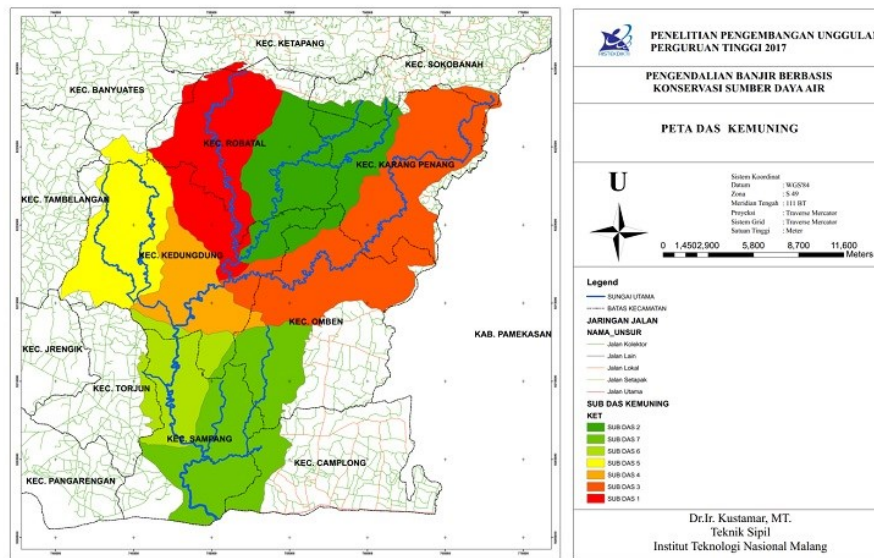 KEC. KETAPANG
KEC. SOKOBANAH
KEC. BANYUATES
KEC. ROBATAL
KEC. KARANG PENANG
KEC. TAMBELANGAN
KEC. KEDUNGDUNG
KEC. OMBEN
KAB. PAMEKASAN
KEC. JRENGIK
KEC. TORJUN
KEC. SAMPANG
KEC. CAMPLONG
KEC. PANGARENGAN
PENELITIAN PENGEMBANGAN UNGGULAN
PERGURUAN TINGGI 2017
PENGENDALIAN BANJIR BERBASIS
KONSERVASI SUMBER DAYA AIR
PETA DAS KEMUNING
U
Sistem Koordinat
Datum : WGS'84
Zona : S 49
Meridian Tengah : 111 BT
Proyeksi : Traverse Mercator
Sistem Grid : Traverse Mercator
Satuan Tinggi : Meter
0 1,450 2,900 5,800 8,700 11,600
Meters
Legend
SUNGAI UTAMA
BATAS KECAMATAN
JARINGAN JALAN
NAMA_UNSUR
Jalan Kolektor
Jalan Lain
Jalan Lokal
Jalan Setapak
Jalan Utama
SUB DAS KEMUNING
KET
SUB DAS 2
SUB DAS 7
SUB DAS 6
SUB DAS 5
SUB DAS 4
SUB DAS 3
SUB DAS 1
Dr.Ir. Kustamar, MT.
Teknik Sipil
Institut Teknologi Nasional Malang